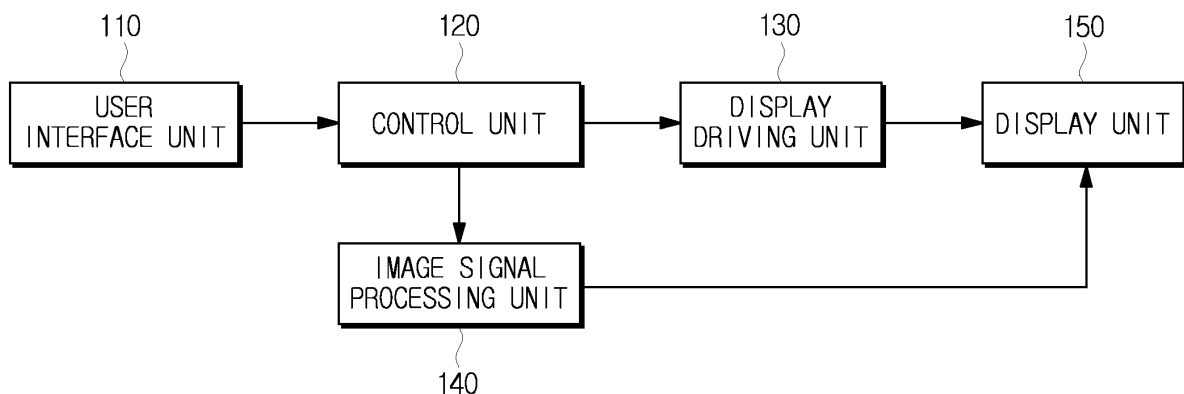 110
120
130
150
USER
INTERFACE UNIT
CONTROL UNIT
DISPLAY
DRIVING UNIT
DISPLAY UNIT
IMAGE SIGNAL
PROCESSING UNIT
140